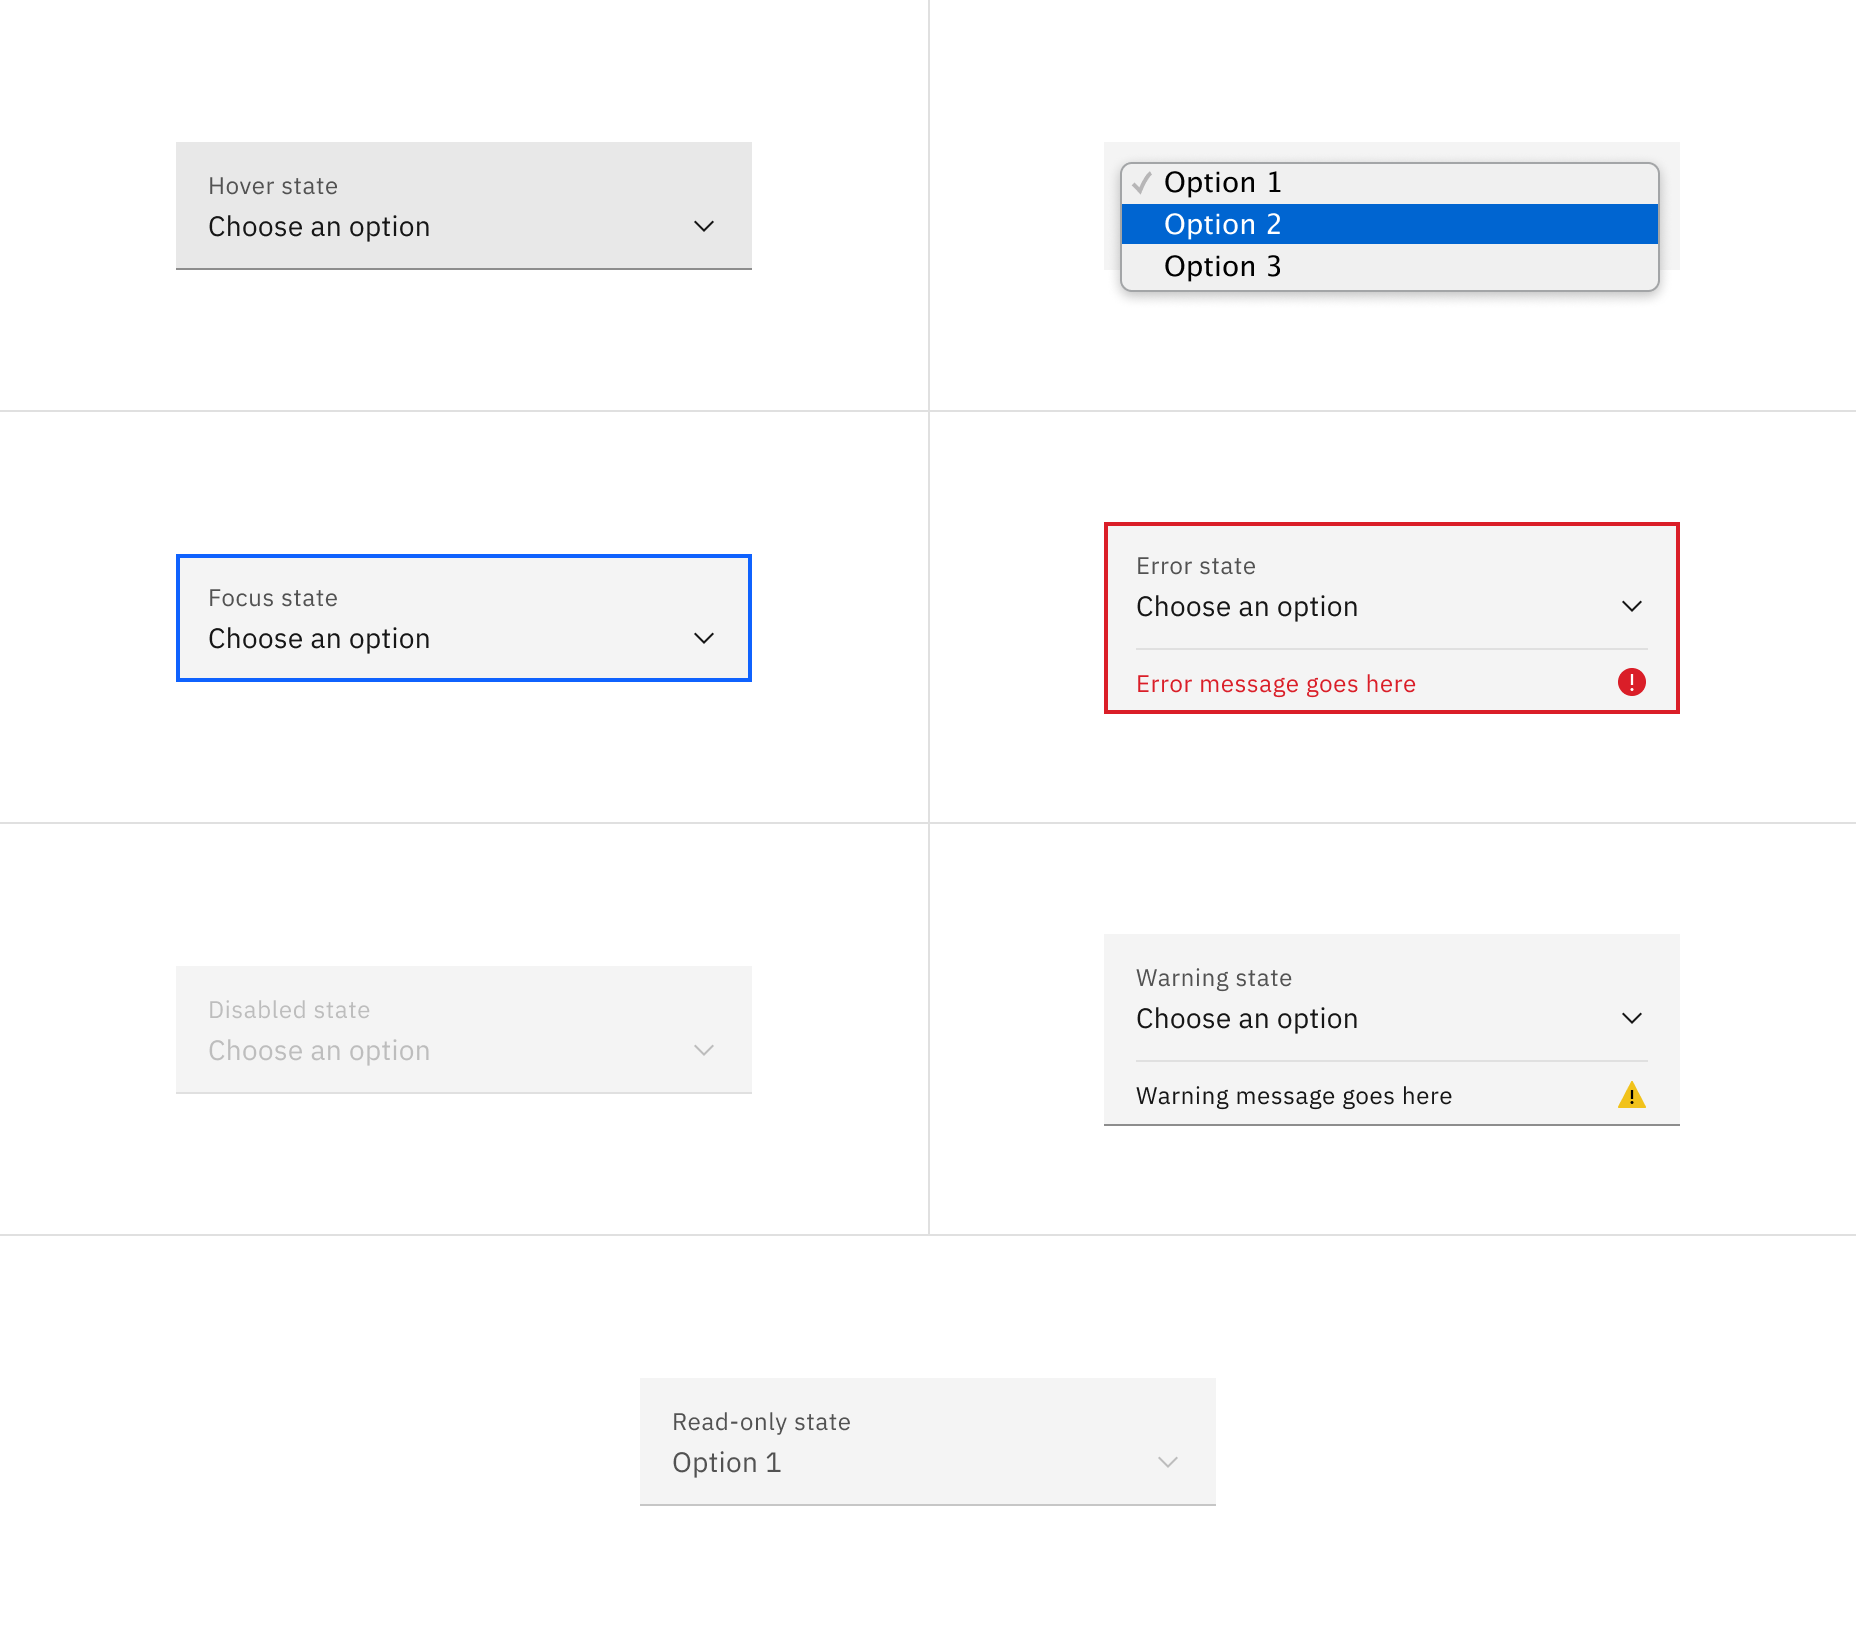 Hover state
Choose an option
Option 1
Option 2
Option 3
Focus state
Choose an option
Error state
Choose an option
Error message goes here
Disabled state
Choose an option
Warning state
Choose an option
Warning message goes here
Read-only state
Option 1